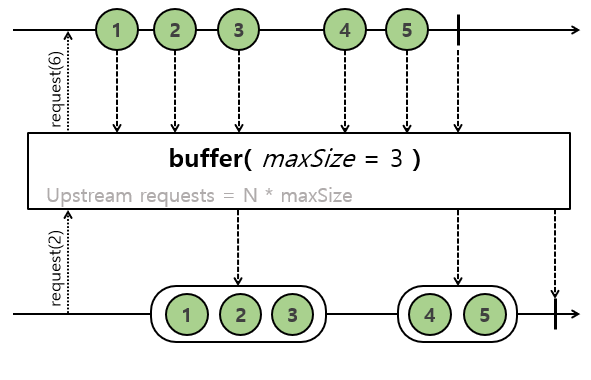 1 2 3 4 5
request(6)
buffer( maxSize = 3 )
Upstream requests = N * maxSize
request(2)
1 2 3 4 5